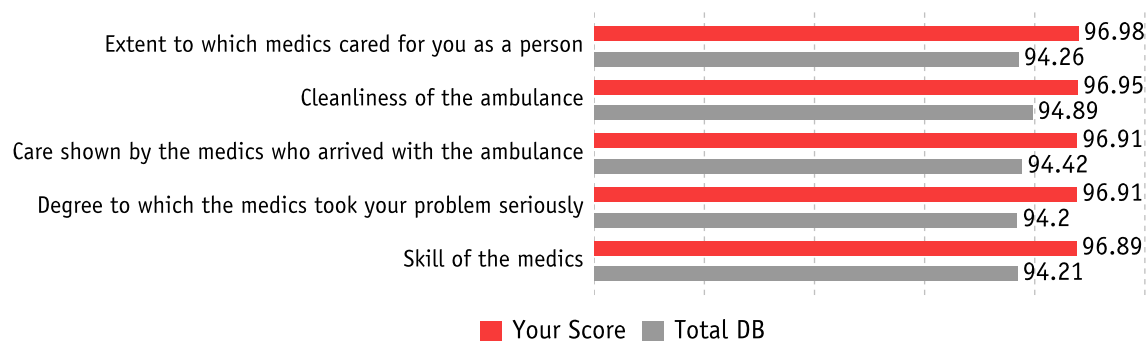 Extent to which medics cared for you as a person
96.98
94.26
Cleanliness of the ambulance
96.95
94.89
Care shown by the medics who arrived with the ambulance
96.91
94.42
Degree to which the medics took your problem seriously
96.91
94.2
Skill of the medics
96.89
94.21
Your Score
Total DB